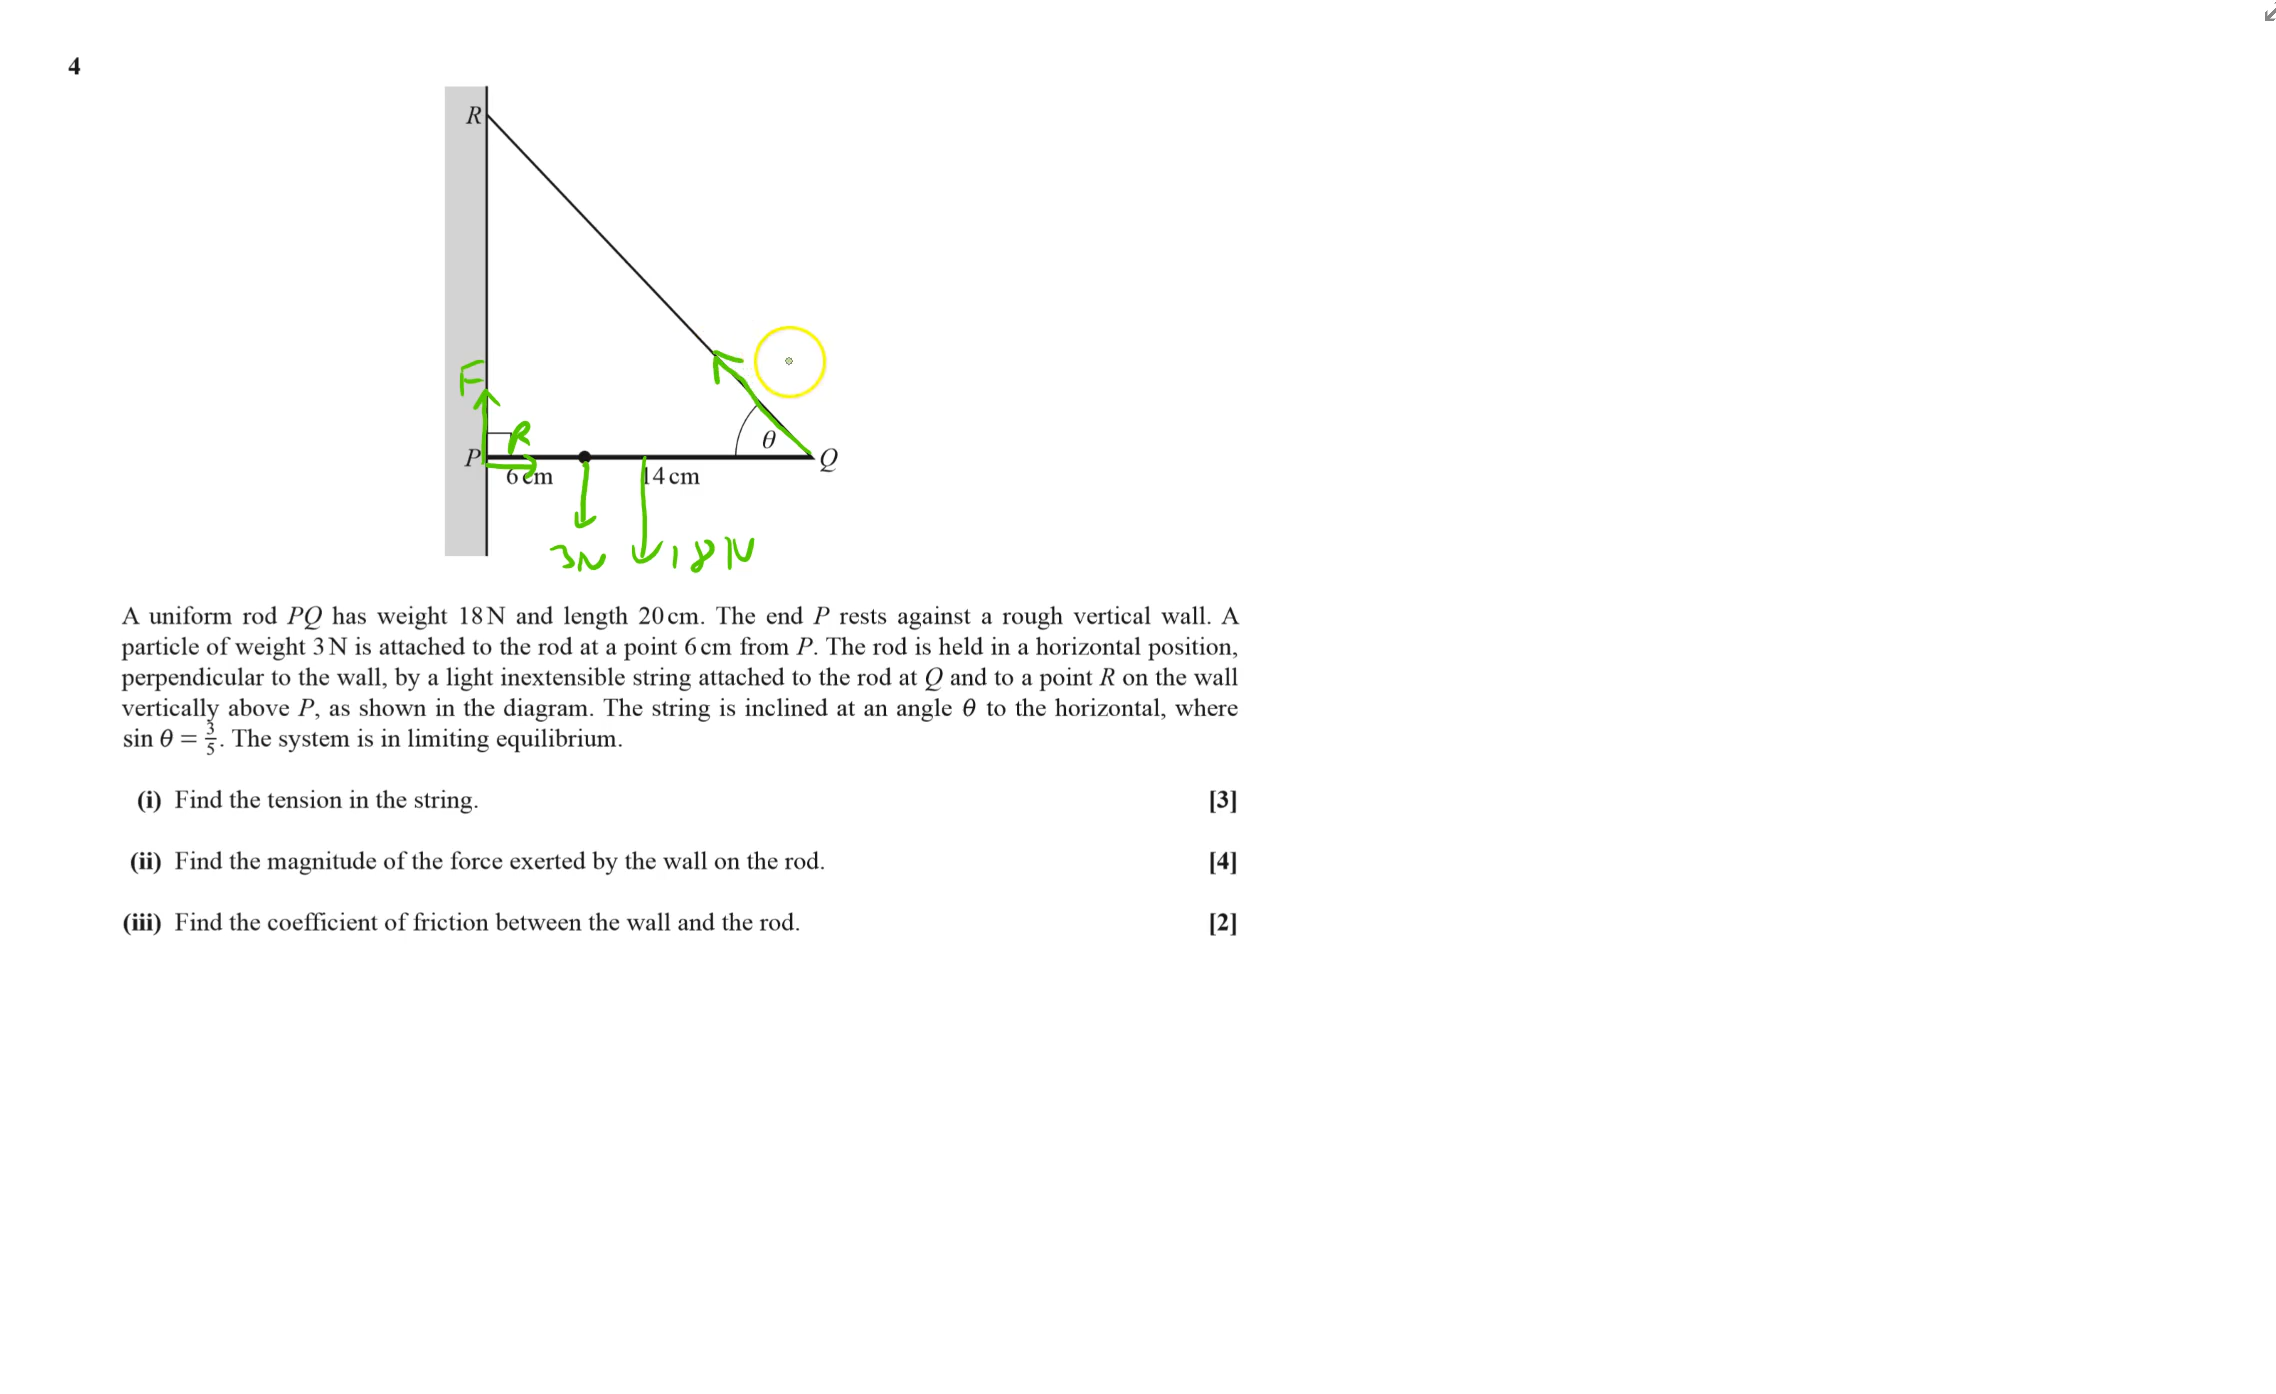 4
R
F
R
θ
P
Q
6 cm
14 cm
3N
18N
A uniform rod PQ has weight 18 N and length 20 cm. The end P rests against a rough vertical wall. A
particle of weight 3 N is attached to the rod at a point 6 cm from P. The rod is held in a horizontal position,
perpendicular to the wall, by a light inextensible string attached to the rod at Q and to a point R on the wall
vertically above P, as shown in the diagram. The string is inclined at an angle θ to the horizontal, where
sin θ = 3/5. The system is in limiting equilibrium.
(i) Find the tension in the string. [3]
(ii) Find the magnitude of the force exerted by the wall on the rod. [4]
(iii) Find the coefficient of friction between the wall and the rod. [2]